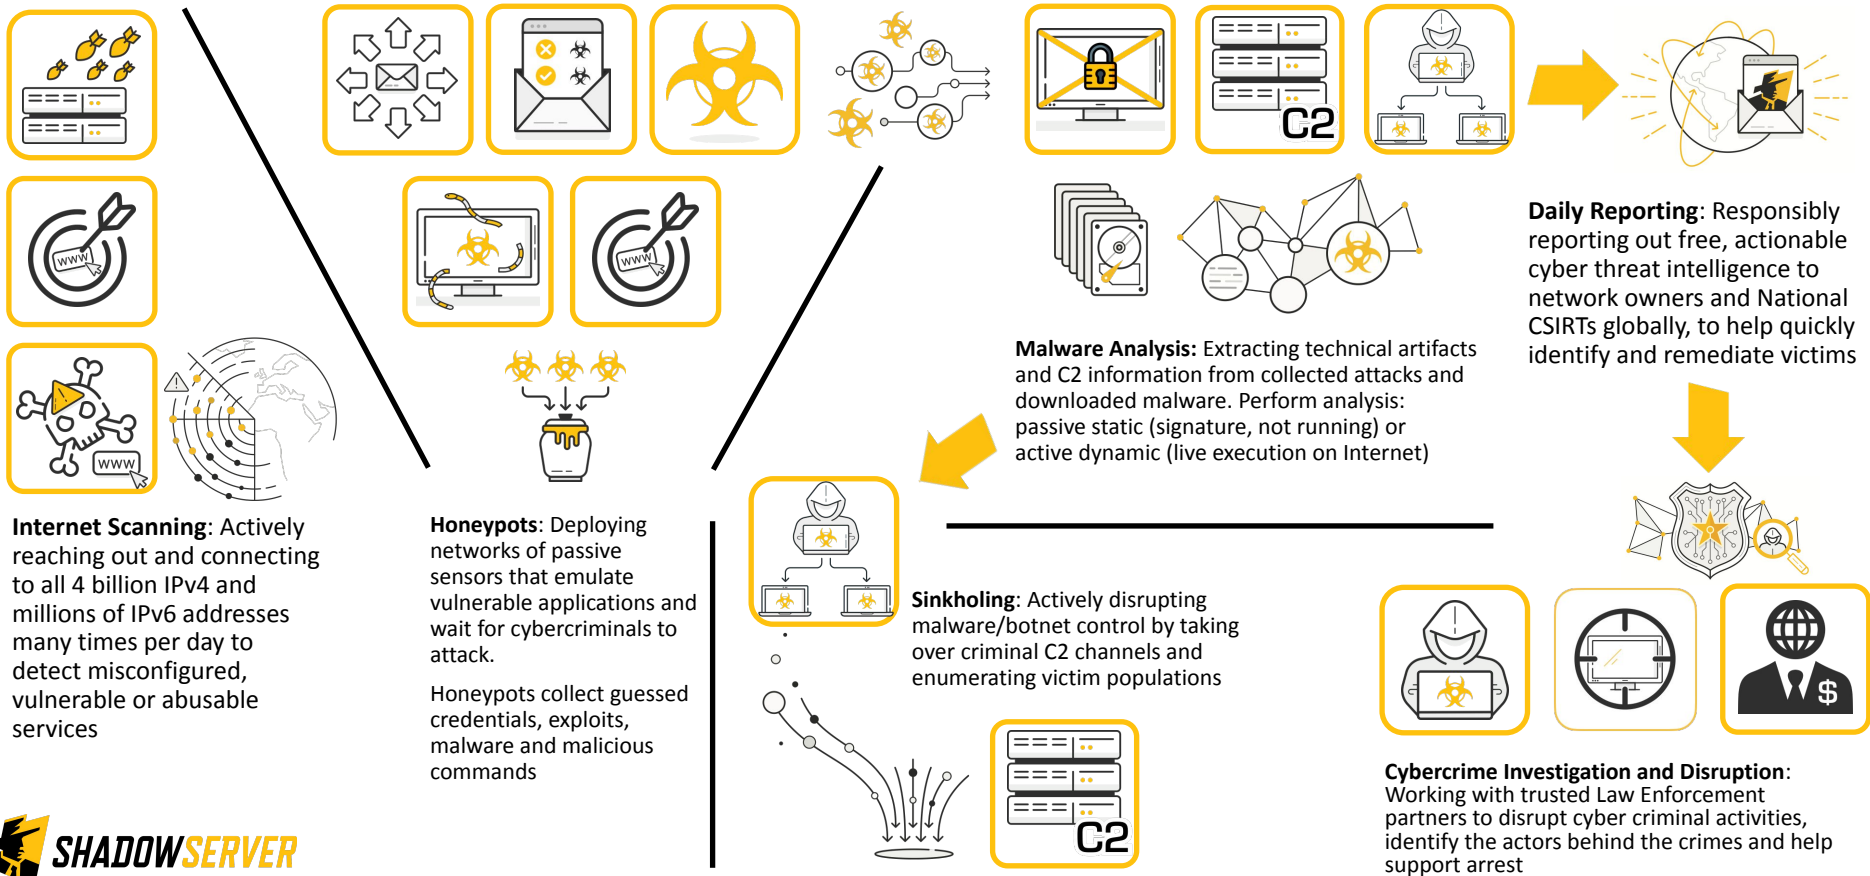 C2
Daily Reporting: Responsibly
reporting out free, actionable
cyber threat intelligence to
network owners and National
CSIRTs globally, to help quickly
identify and remediate victims
www
www
www
Malware Analysis: Extracting technical artifacts
and C2 information from collected attacks and
downloaded malware. Perform analysis:
passive static (signature, not running) or
active dynamic (live execution on Internet)
Internet Scanning: Actively
reaching out and connecting
to all 4 billion IPv4 and
millions of IPv6 addresses
many times per day to
detect misconfigured,
vulnerable or abusable
services
Honeypots: Deploying
networks of passive
sensors that emulate
vulnerable applications and
wait for cybercriminals to
attack.
Honeypots collect guessed
credentials, exploits,
malware and malicious
commands
Sinkholing: Actively disrupting
malware/botnet control by taking
over criminal C2 channels and
enumerating victim populations
C2
$
Cybercrime Investigation and Disruption:
Working with trusted Law Enforcement
partners to disrupt cyber criminal activities,
identify the actors behind the crimes and help
support arrest
SHADOWSERVER